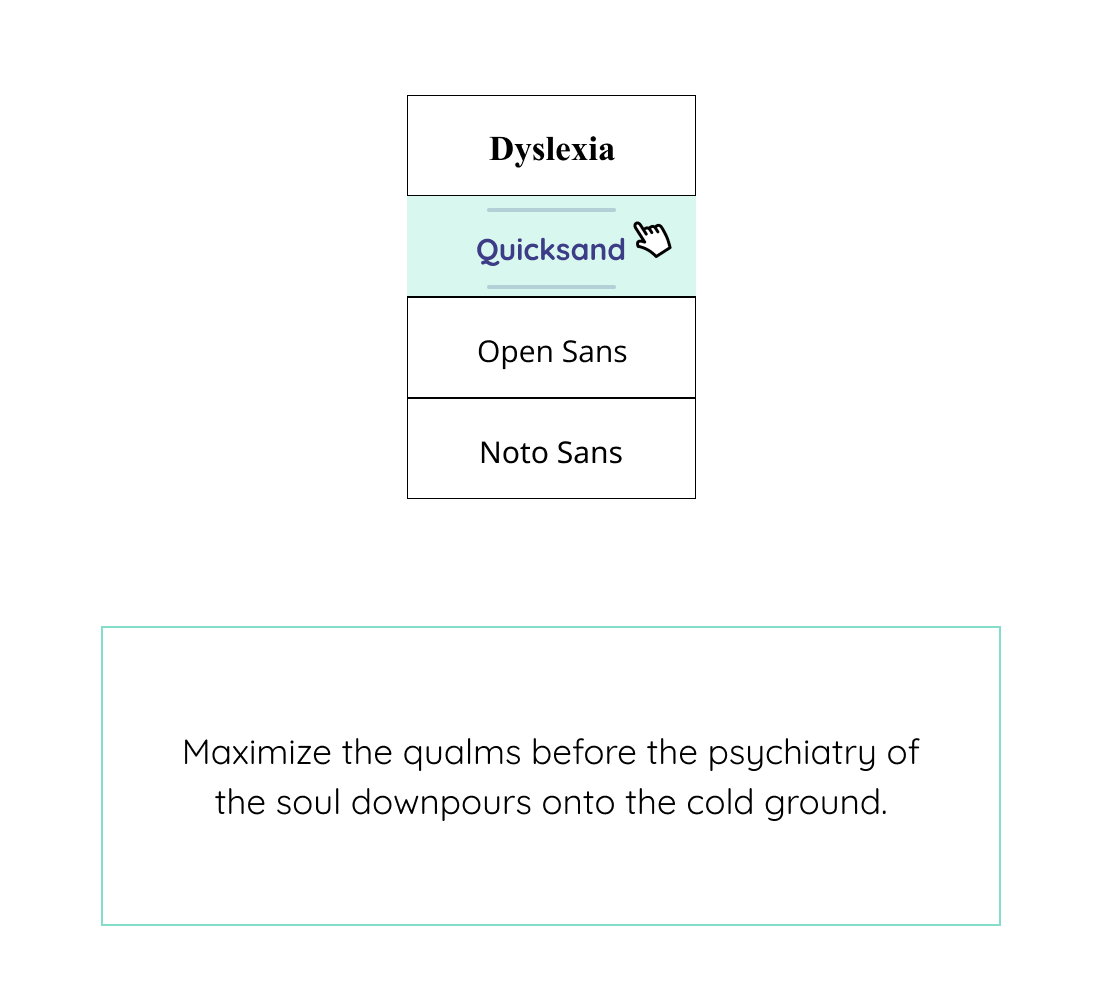 Dyslexia
Quicksand
Open Sans
Noto Sans
Maximize the qualms before the psychiatry of
the soul downpours onto the cold ground.